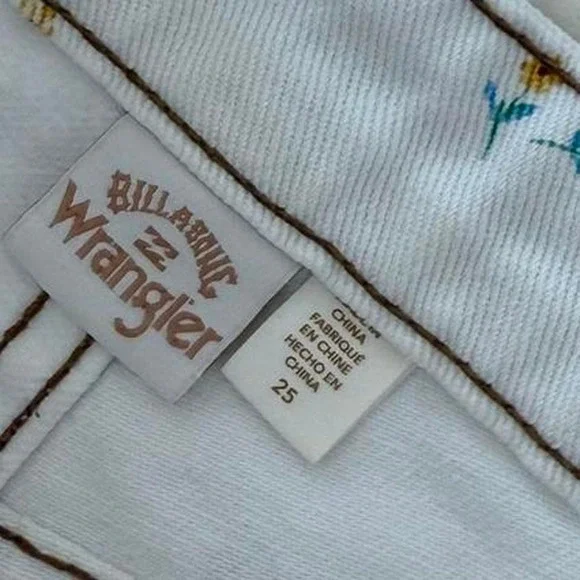 BILLABONG
Wrangler
CHINA
FABRIQUÉ
EN CHINE
HECHO EN
CHINA
25